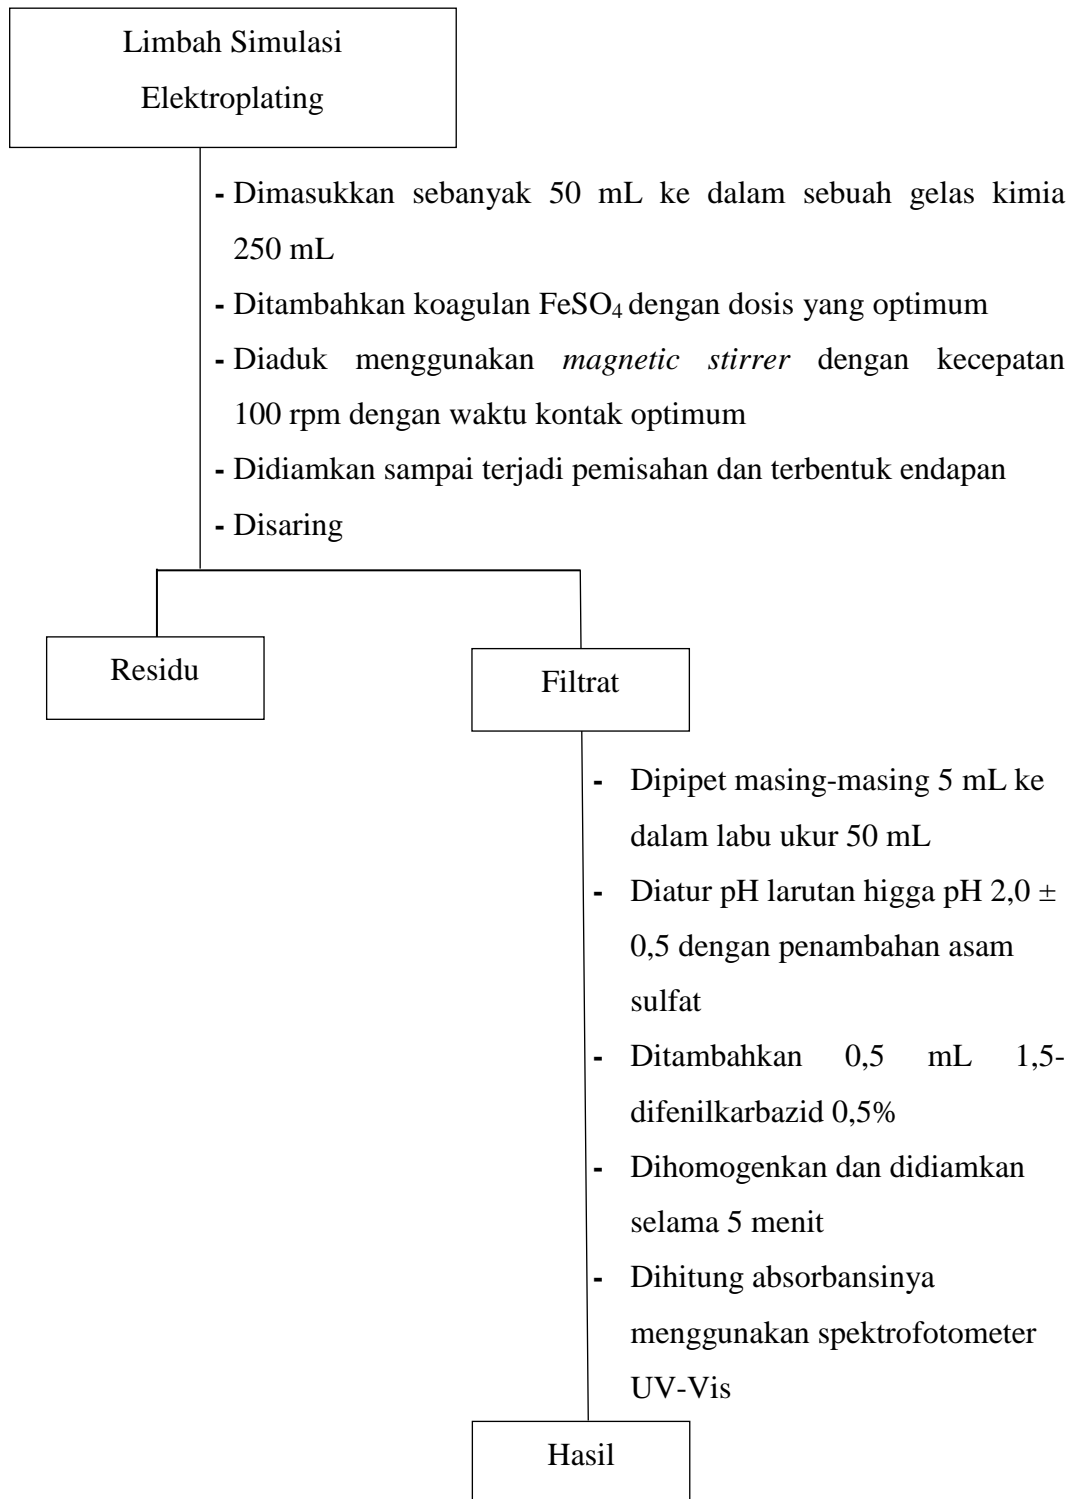 Limbah Simulasi
Elektroplating
- Dimasukkan sebanyak 50 mL ke dalam sebuah gelas kimia
250 mL
- Ditambahkan koagulan FeSO₄ dengan dosis yang optimum
- Diaduk menggunakan magnetic stirrer dengan kecepatan
100 rpm dengan waktu kontak optimum
- Didiamkan sampai terjadi pemisahan dan terbentuk endapan
- Disaring
Residu
Filtrat
- Dipipet masing-masing 5 mL ke
dalam labu ukur 50 mL
- Diatur pH larutan higga pH 2,0 ±
0,5 dengan penambahan asam
sulfat
- Ditambahkan 0,5 mL 1,5-
difenilkarbazid 0,5%
- Dihomogenkan dan didiamkan
selama 5 menit
- Dihitung absorbansinya
menggunakan spektrofotometer
UV-Vis
Hasil